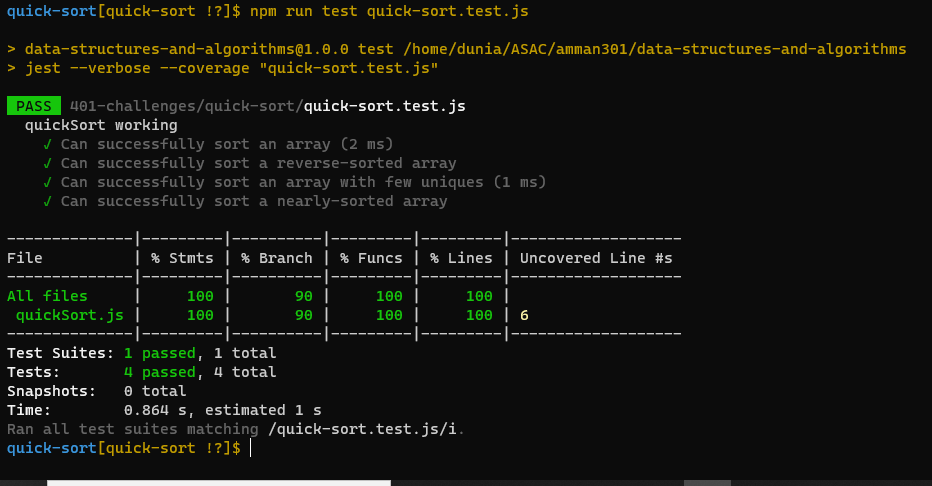 quick-sort[quick-sort !?]$ npm run test quick-sort.test.js
> data-structures-and-algorithms@1.0.0 test /home/dunia/ASAC/amman301/data-structures-and-algorithms
> jest --verbose --coverage "quick-sort.test.js"
PASS 401-challenges/quick-sort/quick-sort.test.js
quickSort working
✓ Can successfully sort an array (2 ms)
✓ Can successfully sort a reverse-sorted array
✓ Can successfully sort an array with few uniques (1 ms)
✓ Can successfully sort a nearly-sorted array
--------------|---------|----------|---------|---------|-------------------
File          | % Stmts | % Branch | % Funcs | % Lines | Uncovered Line #s
--------------|---------|----------|---------|---------|-------------------
All files     |     100 |       90 |     100 |     100 |
 quickSort.js |     100 |       90 |     100 |     100 | 6
--------------|---------|----------|---------|---------|-------------------
Test Suites: 1 passed, 1 total
Tests:       4 passed, 4 total
Snapshots:   0 total
Time:        0.864 s, estimated 1 s
Ran all test suites matching /quick-sort.test.js/i.
quick-sort[quick-sort !?]$